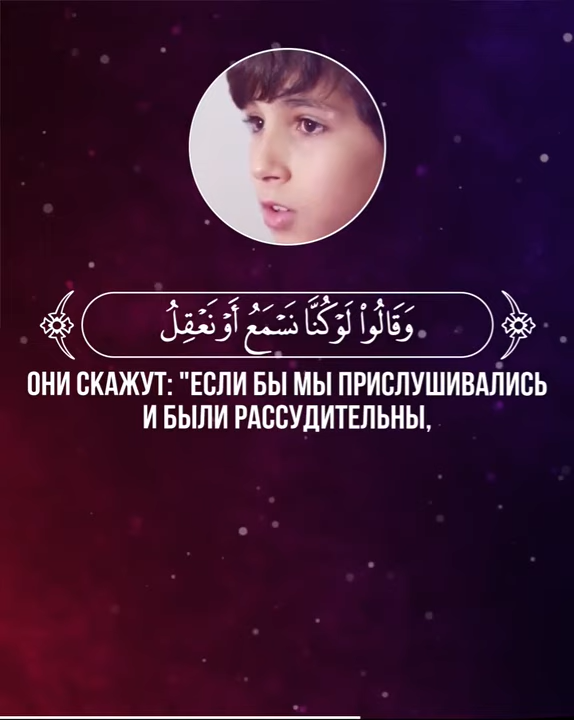 وَقَالُوا۟ لَوْ كُنَّا نَسْمَعُ أَوْ نَعْقِلُ
ОНИ СКАЖУТ: "ЕСЛИ БЫ МЫ ПРИСЛУШИВАЛИСЬ
И БЫЛИ РАССУДИТЕЛЬНЫ,